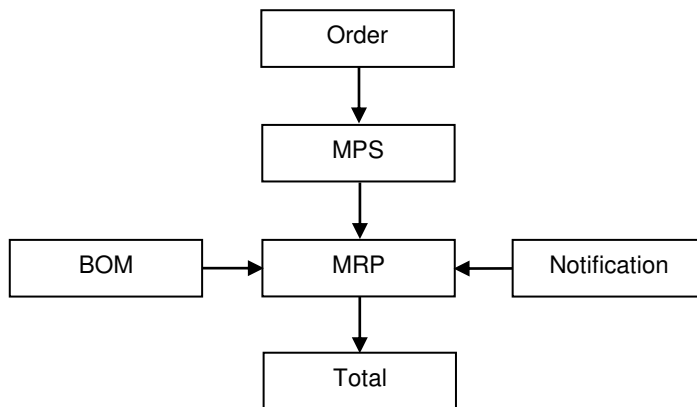 Order
MPS
BOM
MRP
Notification
Total